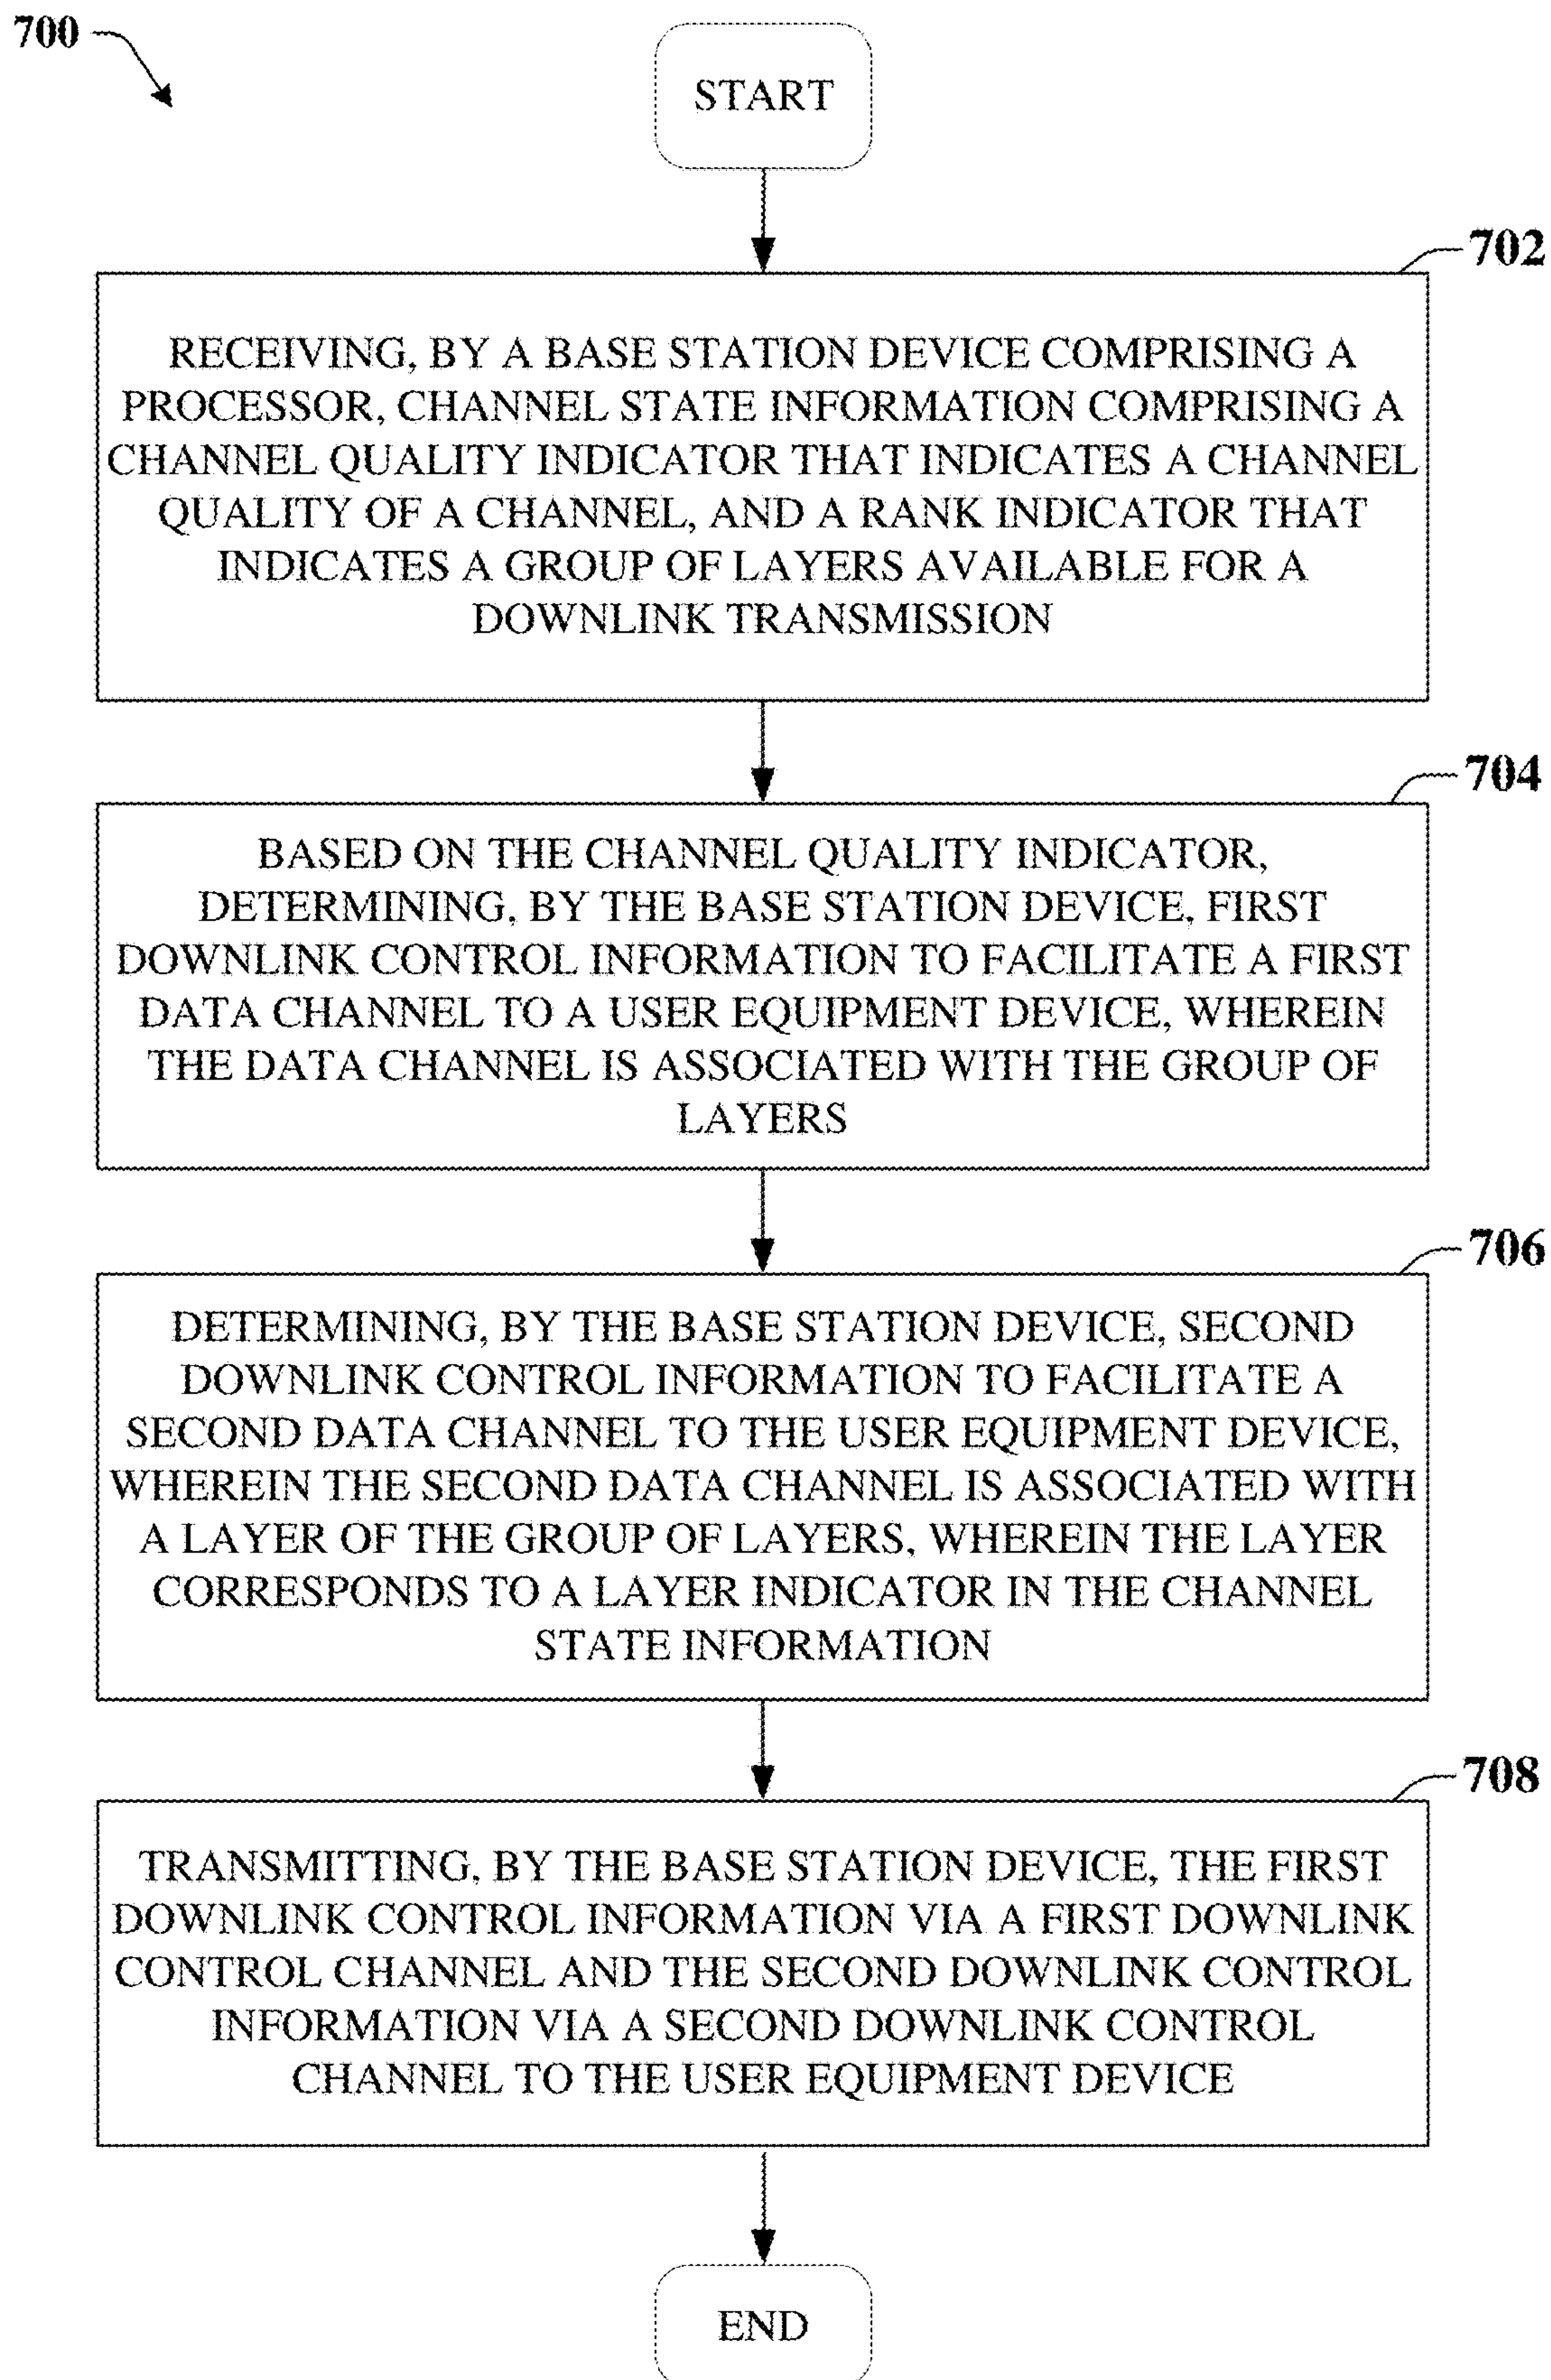 700
START
702
RECEIVING, BY A BASE STATION DEVICE COMPRISING A
PROCESSOR, CHANNEL STATE INFORMATION COMPRISING A
CHANNEL QUALITY INDICATOR THAT INDICATES A CHANNEL
QUALITY OF A CHANNEL, AND A RANK INDICATOR THAT
INDICATES A GROUP OF LAYERS AVAILABLE FOR A
DOWNLINK TRANSMISSION
704
BASED ON THE CHANNEL QUALITY INDICATOR,
DETERMINING, BY THE BASE STATION DEVICE, FIRST
DOWNLINK CONTROL INFORMATION TO FACILITATE A FIRST
DATA CHANNEL TO A USER EQUIPMENT DEVICE, WHEREIN
THE DATA CHANNEL IS ASSOCIATED WITH THE GROUP OF
LAYERS
706
DETERMINING, BY THE BASE STATION DEVICE, SECOND
DOWNLINK CONTROL INFORMATION TO FACILITATE A
SECOND DATA CHANNEL TO THE USER EQUIPMENT DEVICE,
WHEREIN THE SECOND DATA CHANNEL IS ASSOCIATED WITH
A LAYER OF THE GROUP OF LAYERS, WHEREIN THE LAYER
CORRESPONDS TO A LAYER INDICATOR IN THE CHANNEL
STATE INFORMATION
708
TRANSMITTING, BY THE BASE STATION DEVICE, THE FIRST
DOWNLINK CONTROL INFORMATION VIA A FIRST DOWNLINK
CONTROL CHANNEL AND THE SECOND DOWNLINK CONTROL
INFORMATION VIA A SECOND DOWNLINK CONTROL
CHANNEL TO THE USER EQUIPMENT DEVICE
END